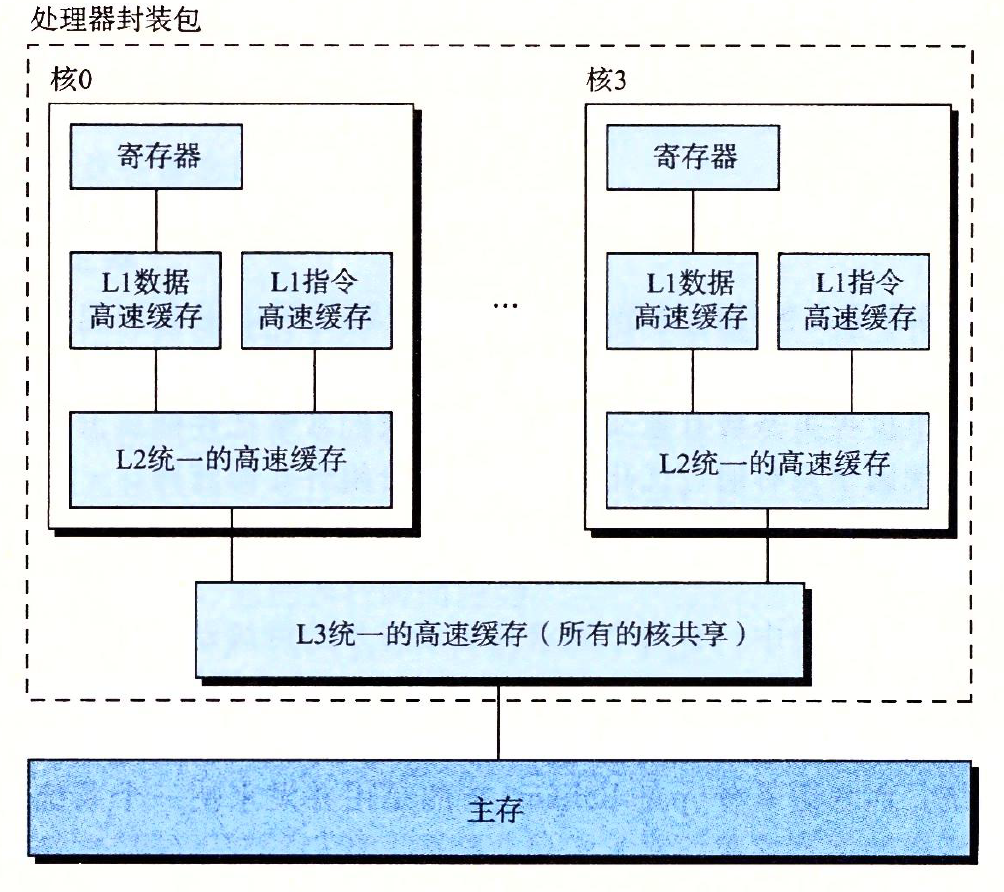 处理器封装包
核0
核3
寄存器
寄存器
L1数据
高速缓存
L1指令
高速缓存
...
L1数据
高速缓存
L1指令
高速缓存
L2统一的高速缓存
L2统一的高速缓存
L3统一的高速缓存（所有的核共享）
主存